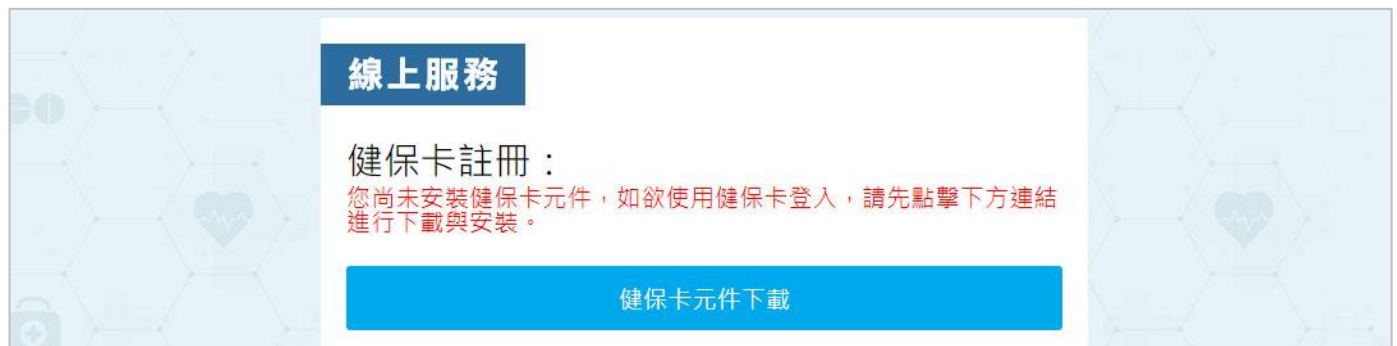 線上服務
健保卡註冊：
您尚未安裝健保卡元件，如欲使用健保卡登入，請先點擊下方連結
進行下載與安裝。
健保卡元件下載